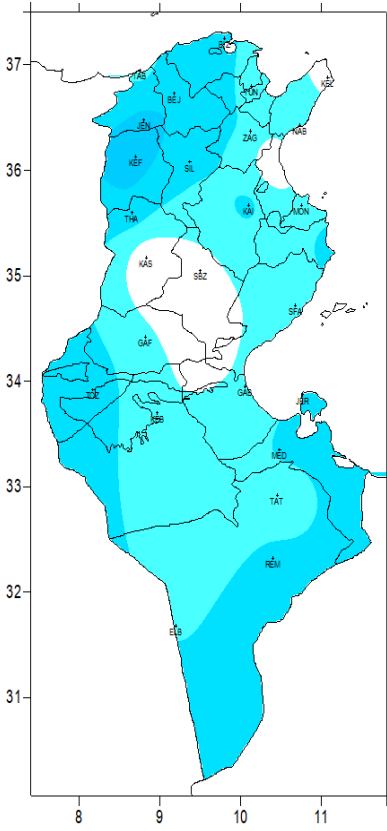 37
36
35
34
33
32
31
8
9
10
11
TAB
BEJ
TUN
KEL
JEN
ZAG
NAB
KEF
SIL
THA
KAI
MON
KAS
SBZ
SFA
GAF
TOZ
GAB
JER
KEB
MED
TAT
REM
ELB